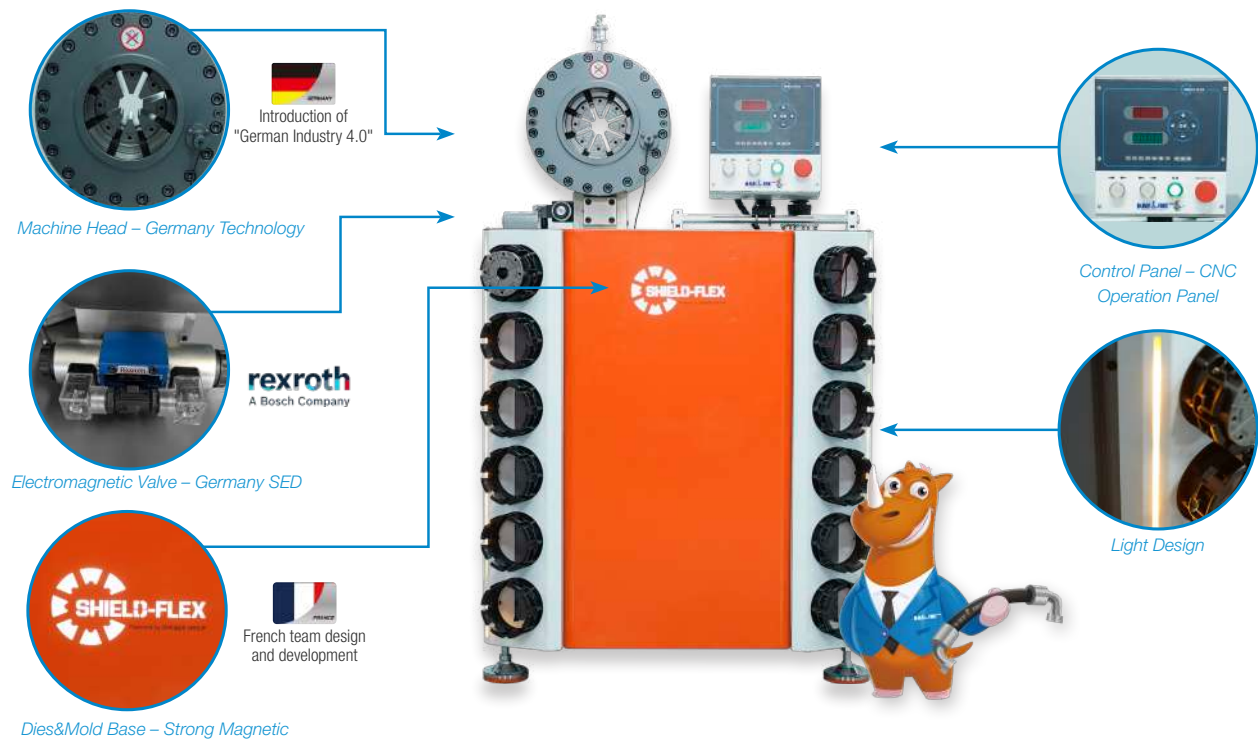 GERMANY
Introduction of
"German Industry 4.0"
Machine Head – Germany Technology
rexroth
A Bosch Company
Electromagnetic Valve – Germany SED
SHIELD-FLEX
FRANCE
French team design
and development
Dies&Mold Base – Strong Magnetic
SHIELD-FLEX
Control Panel – CNC
Operation Panel
Light Design